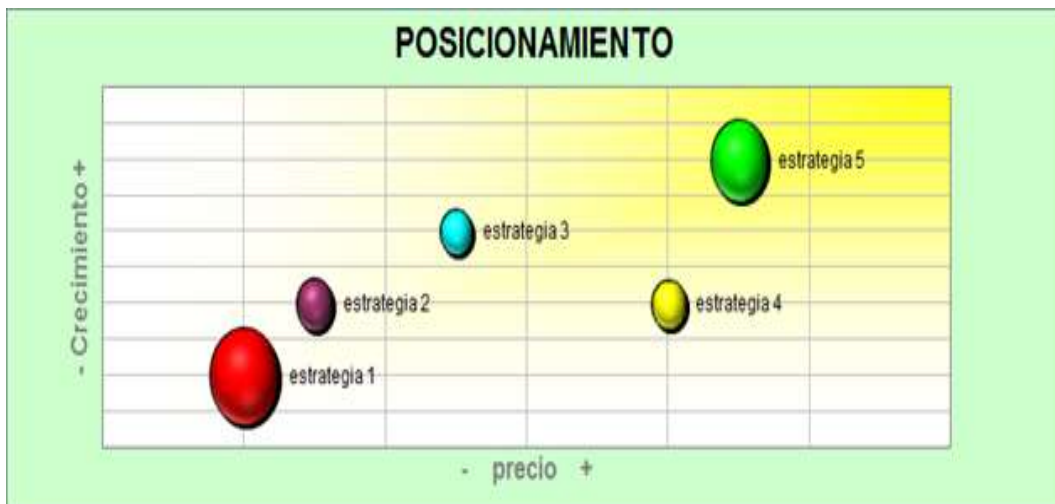 POSICIONAMIENTO
- Crecimiento +
estrategia 5
estrategia 3
estrategia 2
estrategia 4
estrategia 1
- precio +